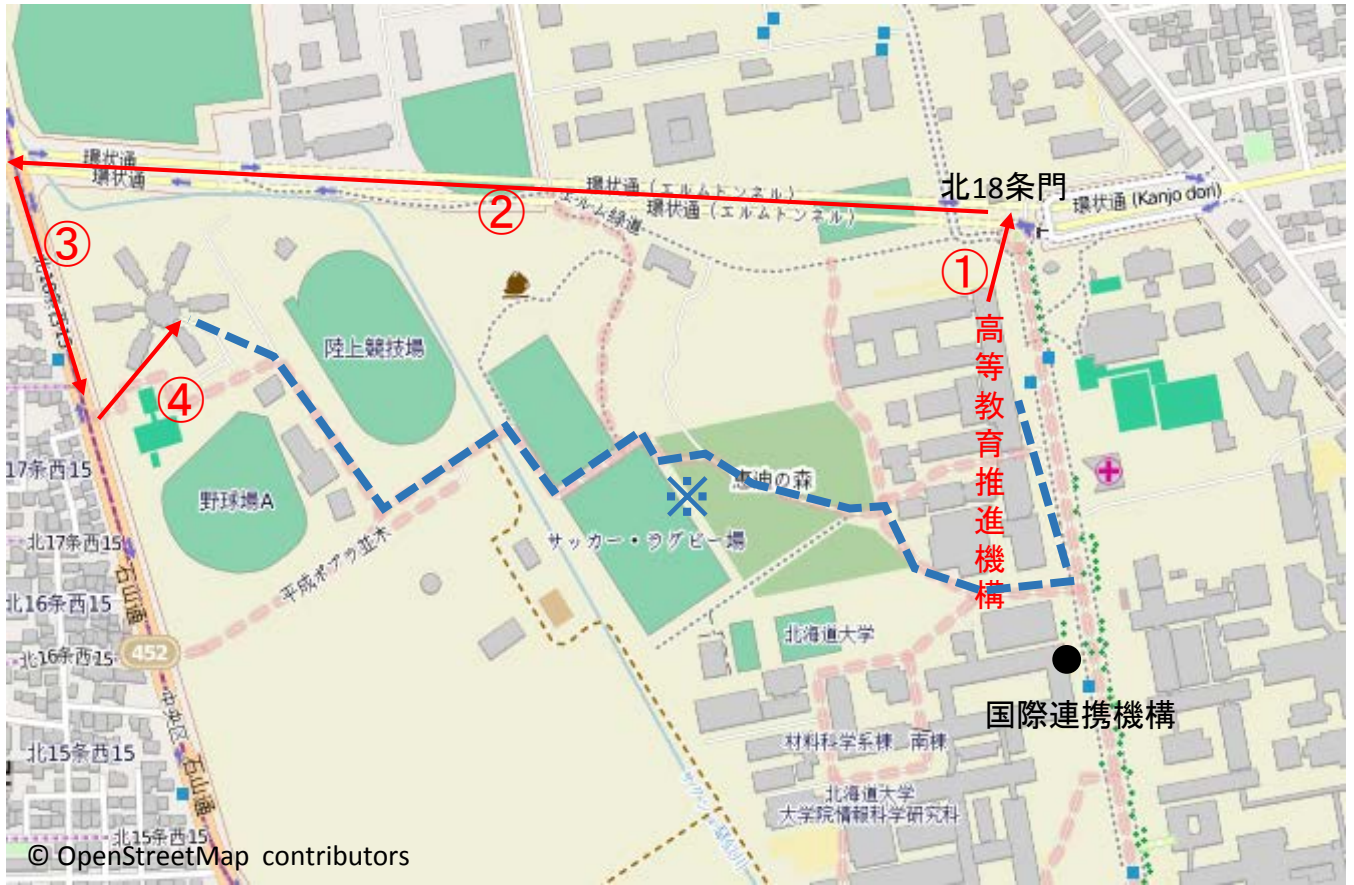 環状通
環状通
環状通（エルムトンネル）
環状通（エルムトンネル）
北18条門
環状通 (Kanjo dori)
エルム緑道
②
①
③
④
高等教育推進機構
陸上競技場
野球場A
恵迪の森
※
サッカー・ラグビー場
平成ポプラ並木
17条西15
北17条西15
北16条西15
北16条西15
452
石山通
中央区
北15条西15
石山通
北15条西15
北海道大学
国際連携機構
材料科学系棟 南棟
北海道大学
大学院情報科学研究科
© OpenStreetMap contributors